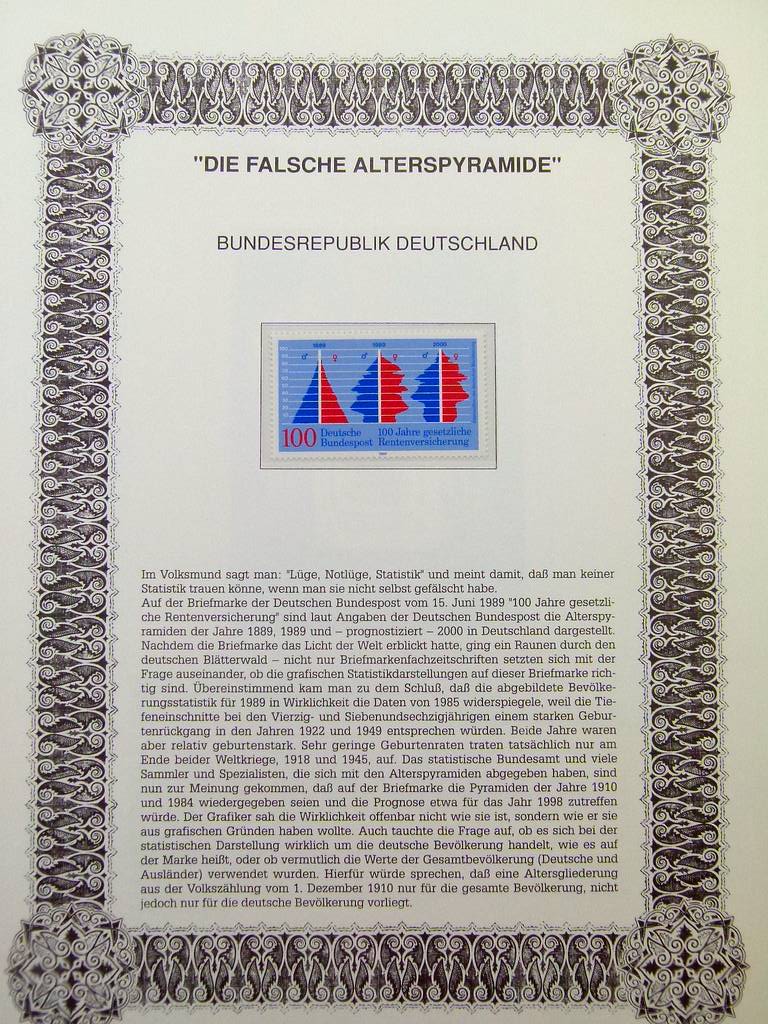 "DIE FALSCHE ALTERSPYRAMIDE"
BUNDESREPUBLIK DEUTSCHLAND
1889 1989 2000
♂ ♀ ♂ ♀ ♂ ♀
100 Deutsche Bundespost 100 Jahre gesetzliche Rentenversicherung
Im Volksmund sagt man: "Lüge, Notlüge, Statistik" und meint damit, daß man keiner
Statistik trauen könne, wenn man sie nicht selbst gefälscht habe.
Auf der Briefmarke der Deutschen Bundespost vom 15. Juni 1989 "100 Jahre gesetzli-
che Rentenversicherung" sind laut Angaben der Deutschen Bundespost die Alterspy-
ramiden der Jahre 1889, 1989 und – prognostiziert – 2000 in Deutschland dargestellt.
Nachdem die Briefmarke das Licht der Welt erblickt hatte, ging ein Raunen durch den
deutschen Blätterwald – nicht nur Briefmarkenfachzeitschriften setzten sich mit der
Frage auseinander, ob die grafischen Statistikdarstellungen auf dieser Briefmarke rich-
tig sind. Übereinstimmend kam man zu dem Schluß, daß die abgebildete Bevölke-
rungsstatistik für 1989 in Wirklichkeit die Daten von 1985 widerspiegele, weil die Tie-
feneinschnitte bei den Vierzig- und Siebenundsechzigjährigen einem starken Gebur-
tenrückgang in den Jahren 1922 und 1949 entsprechen würden. Beide Jahre waren
aber relativ geburtenstark. Sehr geringe Geburtenraten traten tatsächlich nur am
Ende beider Weltkriege, 1918 und 1945, auf. Das statistische Bundesamt und viele
Sammler und Spezialisten, die sich mit den Alterspyramiden abgegeben haben, sind
nun zur Meinung gekommen, daß auf der Briefmarke die Pyramiden der Jahre 1910
und 1984 wiedergegeben seien und die Prognose etwa für das Jahr 1998 zutreffen
würde. Der Grafiker sah die Wirklichkeit offenbar nicht wie sie ist, sondern wie er sie
aus grafischen Gründen haben wollte. Auch tauchte die Frage auf, ob es sich bei der
statistischen Darstellung wirklich um die deutsche Bevölkerung handelt, wie es auf
der Marke heißt, oder ob vermutlich die Werte der Gesamtbevölkerung (Deutsche und
Ausländer) verwendet wurden. Hierfür würde sprechen, daß eine Altersgliederung
aus der Volkszählung vom 1. Dezember 1910 nur für die gesamte Bevölkerung, nicht
jedoch nur für die deutsche Bevölkerung vorliegt.